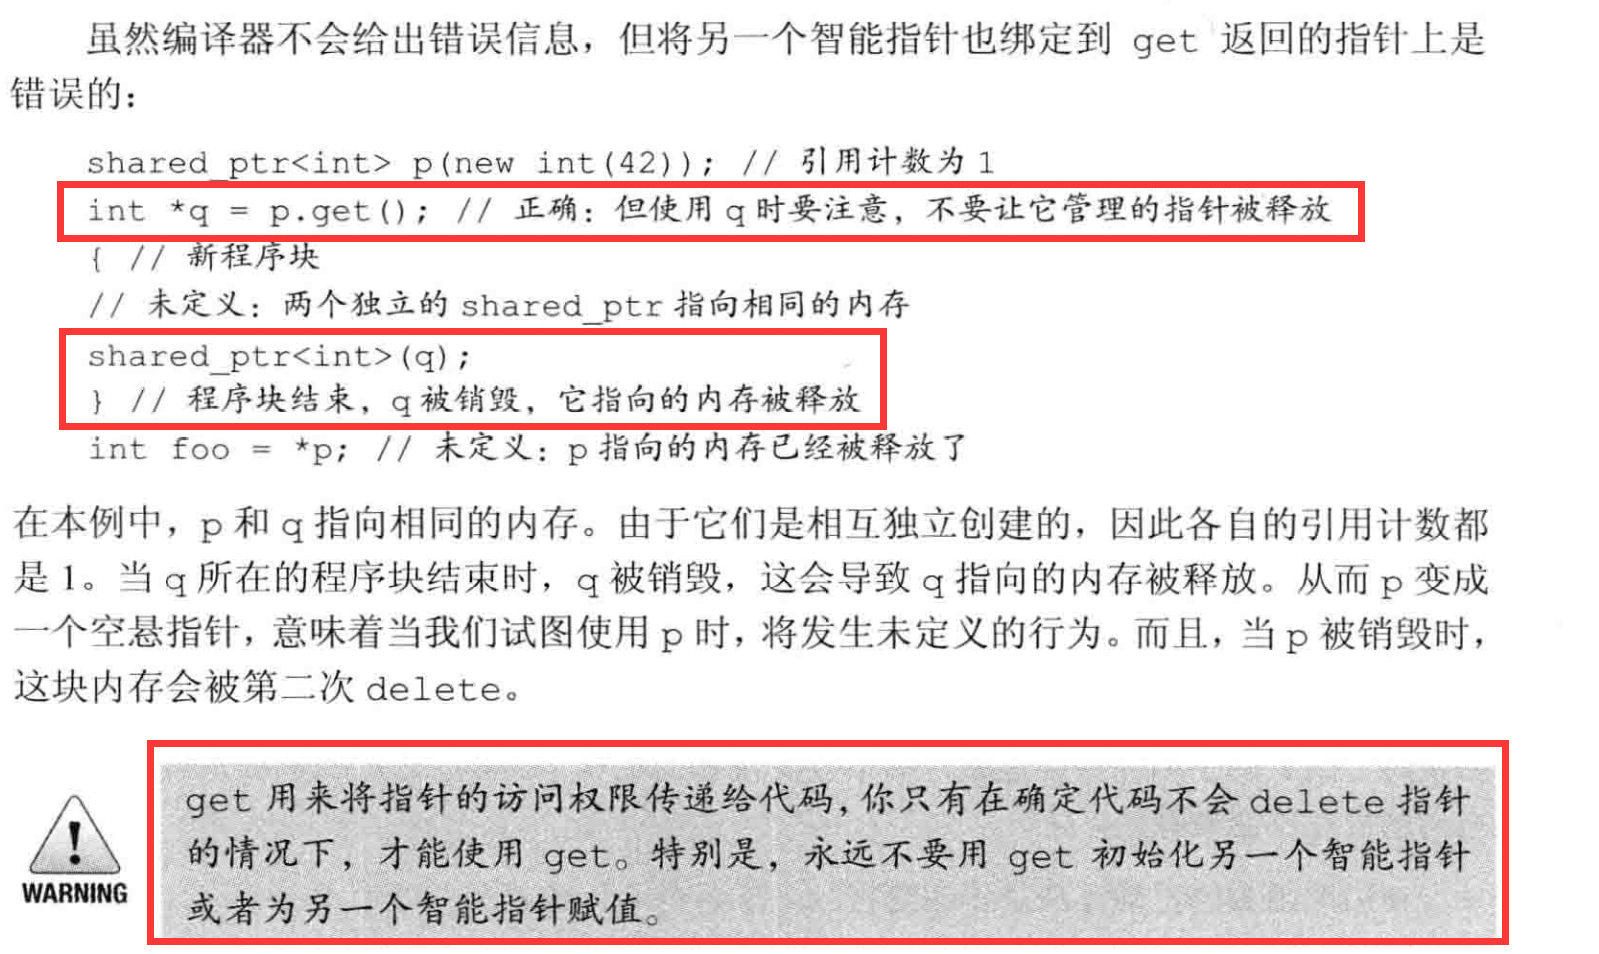 虽然编译器不会给出错误信息，但将另一个智能指针也绑定到 get 返回的指针上是
错误的：
shared_ptr<int> p(new int(42)); // 引用计数为 1
int *q = p.get(); // 正确：但使用 q 时要注意，不要让它管理的指针被释放
{ // 新程序块
// 未定义：两个独立的 shared_ptr 指向相同的内存
shared_ptr<int>(q);
} // 程序块结束，q 被销毁，它指向的内存被释放
int foo = *p; // 未定义：p 指向的内存已经被释放了
在本例中，p 和 q 指向相同的内存。由于它们是相互独立创建的，因此各自的引用计数都
是 1。当 q 所在的程序块结束时，q 被销毁，这会导致 q 指向的内存被释放。从而 p 变成
一个空悬指针，意味着当我们试图使用 p 时，将发生未定义的行为。而且，当 p 被销毁时，
这块内存会被第二次 delete。
get 用来将指针的访问权限传递给代码，你只有在确定代码不会 delete 指针
的情况下，才能使用 get。特别是，永远不要用 get 初始化另一个智能指针
或者为另一个智能指针赋值。
WARNING